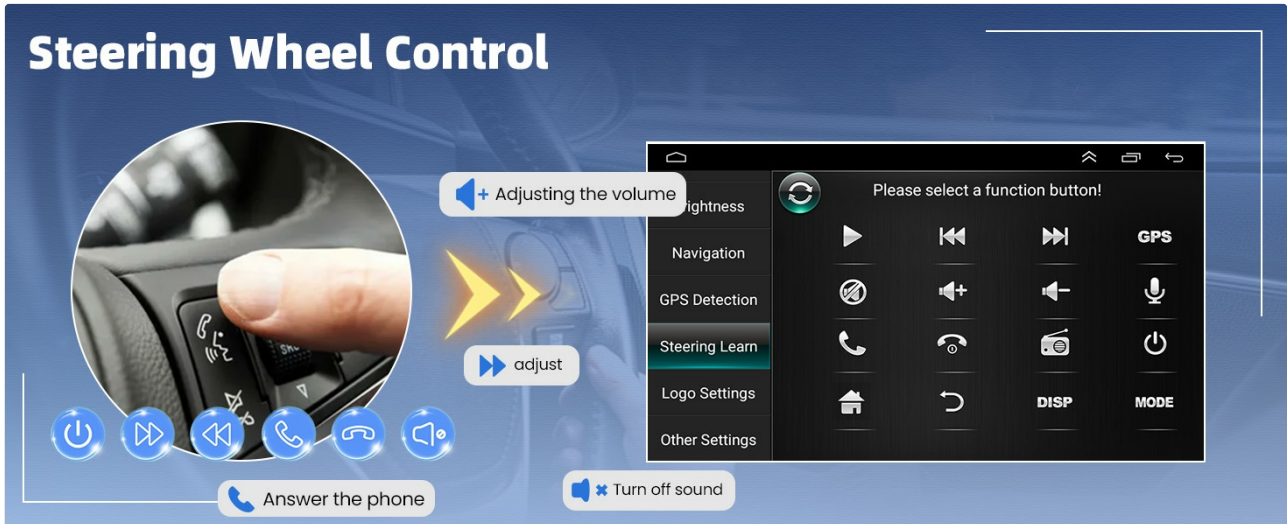 Steering Wheel Control
Adjusting the volume
adjust
Answer the phone
Turn off sound
Please select a function button!
ightness
Navigation
GPS Detection
Steering Learn
Logo Settings
Other Settings
GPS
DISP
MODE